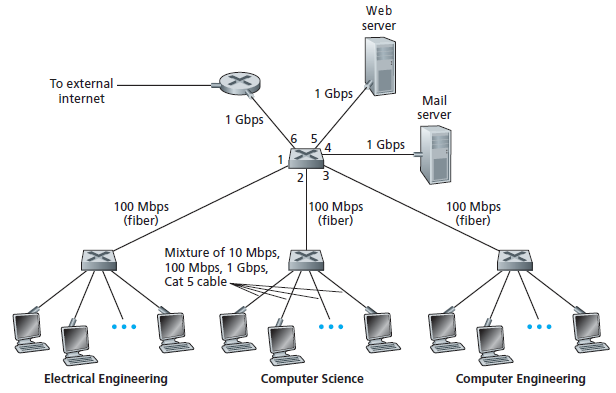 Web
server
To external
internet
1 Gbps
1 Gbps
Mail
server
1 Gbps
6
5
4
1
2
3
100 Mbps
(fiber)
100 Mbps
(fiber)
100 Mbps
(fiber)
Mixture of 10 Mbps,
100 Mbps, 1 Gbps,
Cat 5 cable
Electrical Engineering
Computer Science
Computer Engineering